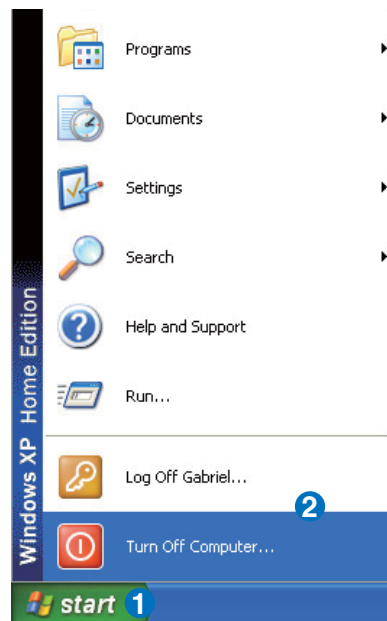 Programs
Documents
Settings
Search
Help and Support
Run...
Log Off Gabriel...
2
Turn Off Computer...
Windows XP Home Edition
start 1